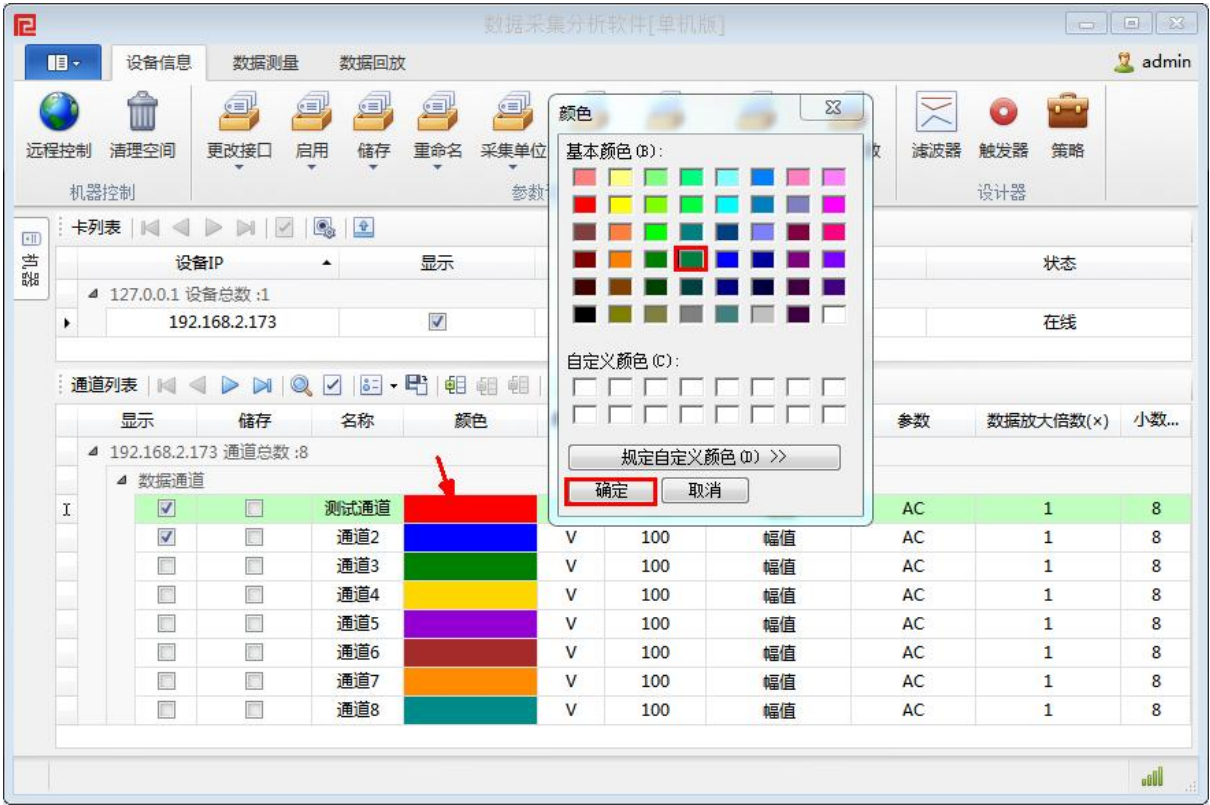 数据采集分析软件[单机版]
设备信息 数据测量 数据回放 admin
远程控制 清理空间 更改接口 启用 储存 重命名 采集单位 滤波器 触发器 策略
机器控制 设计器
卡列表
设备IP 显示 状态
127.0.0.1 设备总数 :1
192.168.2.173 在线
通道列表
显示 储存 名称 颜色 参数 数据放大倍数(×) 小数...
192.168.2.173 通道总数 :8
数据通道
测试通道 AC 1 8
通道2 V 100 幅值 AC 1 8
通道3 V 100 幅值 AC 1 8
通道4 V 100 幅值 AC 1 8
通道5 V 100 幅值 AC 1 8
通道6 V 100 幅值 AC 1 8
通道7 V 100 幅值 AC 1 8
通道8 V 100 幅值 AC 1 8
颜色
基本颜色(B):
自定义颜色(C):
规定自定义颜色(D) >>
确定 取消